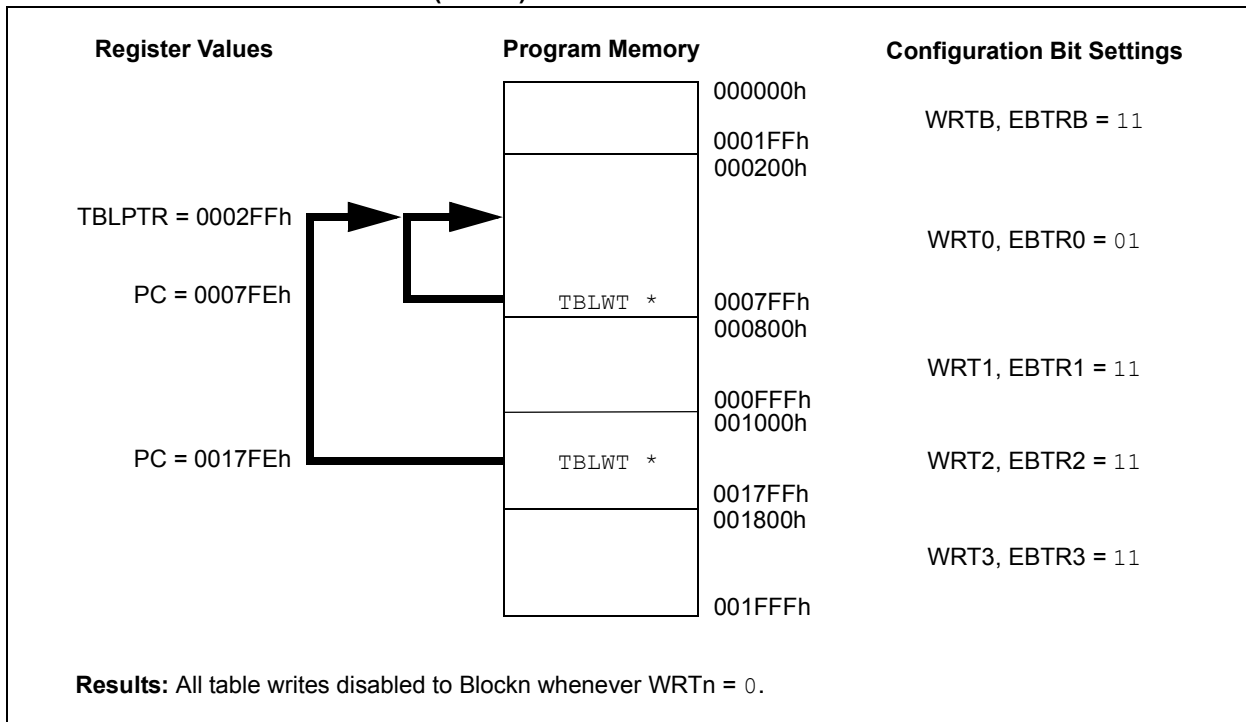 Register Values Program Memory Configuration Bit Settings
000000h
WRTB, EBTRB = 11
0001FFh
000200h
TBLPTR = 0002FFh
WRT0, EBTR0 = 01
PC = 0007FEh TBLWT * 0007FFh
000800h
WRT1, EBTR1 = 11
000FFFh
001000h
PC = 0017FEh TBLWT * WRT2, EBTR2 = 11
0017FFh
001800h
WRT3, EBTR3 = 11
001FFFh
Results: All table writes disabled to Blockn whenever WRTn = 0.